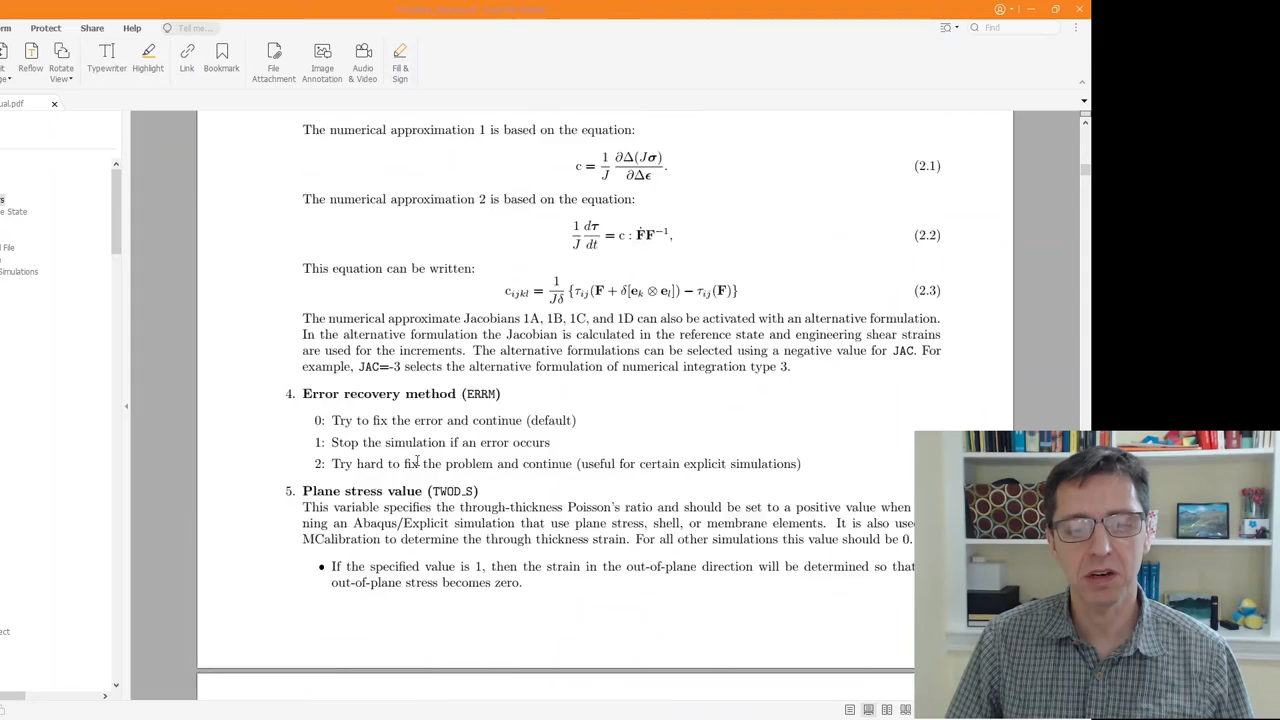 Protect Share Help Tell me...
Reflow Rotate View Typewriter Highlight Link Bookmark File Attachment Image Annotation Audio & Video Fill & Sign
Find
ual.pdf
The numerical approximation 1 is based on the equation:
c = 1/J ∂Δ(Jσ)/∂Δϵ. (2.1)
The numerical approximation 2 is based on the equation:
1/J dτ/dt = c : ḞF⁻¹, (2.2)
This equation can be written:
c_ijkl = 1/Jδ {τ_ij(F + δ[e_k ⊗ e_l]) − τ_ij(F)} (2.3)
The numerical approximate Jacobians 1A, 1B, 1C, and 1D can also be activated with an alternative formulation.
In the alternative formulation the Jacobian is calculated in the reference state and engineering shear strains
are used for the increments. The alternative formulations can be selected using a negative value for JAC. For
example, JAC=-3 selects the alternative formulation of numerical integration type 3.
4. Error recovery method (ERRM)
0: Try to fix the error and continue (default)
1: Stop the simulation if an error occurs
2: Try hard to fix the problem and continue (useful for certain explicit simulations)
5. Plane stress value (TWOD_S)
This variable specifies the through-thickness Poisson's ratio and should be set to a positive value when
ning an Abaqus/Explicit simulation that use plane stress, shell, or membrane elements. It is also use
MCalibration to determine the through thickness strain. For all other simulations this value should be 0.
• If the specified value is 1, then the strain in the out-of-plane direction will be determined so that
out-of-plane stress becomes zero.
e State
File
Simulations